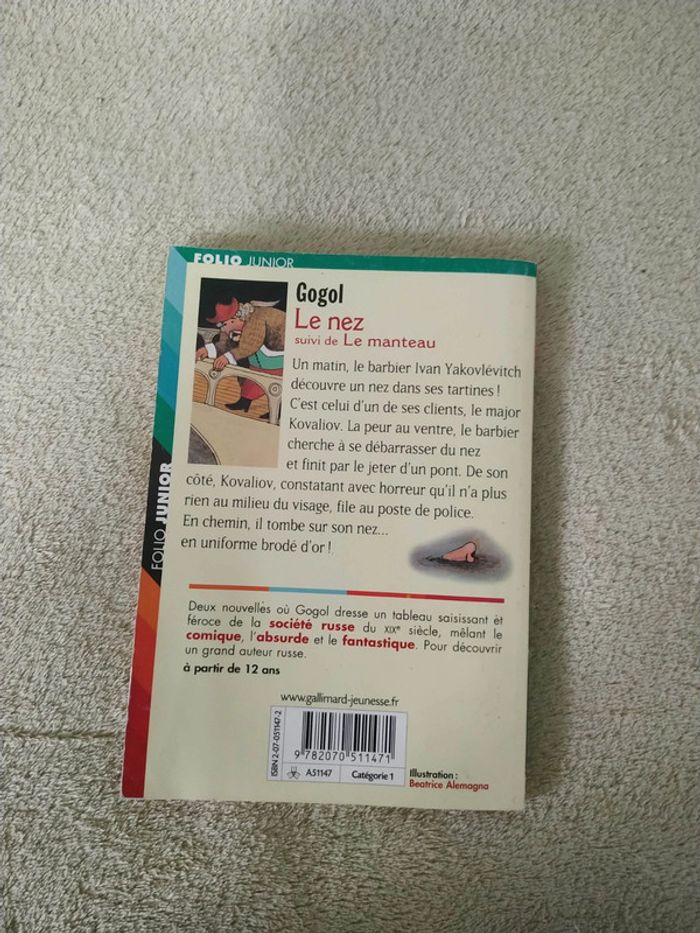 FOLIO JUNIOR
Gogol
Le nez
suivi de Le manteau
Un matin, le barbier Ivan Yakovlévitch
découvre un nez dans ses tartines !
C'est celui d'un de ses clients, le major
Kovaliov. La peur au ventre, le barbier
cherche à se débarrasser du nez
et finit par le jeter d'un pont. De son
côté, Kovaliov, constatant avec horreur qu'il n'a plus
rien au milieu du visage, file au poste de police.
En chemin, il tombe sur son nez...
en uniforme brodé d'or !
FOLIO JUNIOR
Deux nouvelles où Gogol dresse un tableau saisissant et
féroce de la société russe du XIXe siècle, mêlant le
comique, l'absurde et le fantastique. Pour découvrir
un grand auteur russe.
à partir de 12 ans
www.gallimard-jeunesse.fr
ISBN 2-07-051147-2
9 782070 511471
A51147 Catégorie 1
Illustration :
Beatrice Alemagna